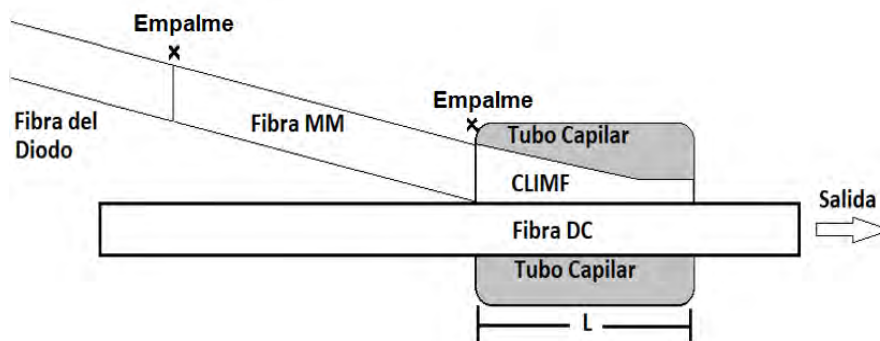 Empalme
x
Fibra del
Diodo
Fibra MM
Empalme
x
Tubo Capilar
CLIMF
Fibra DC
Salida
Tubo Capilar
L